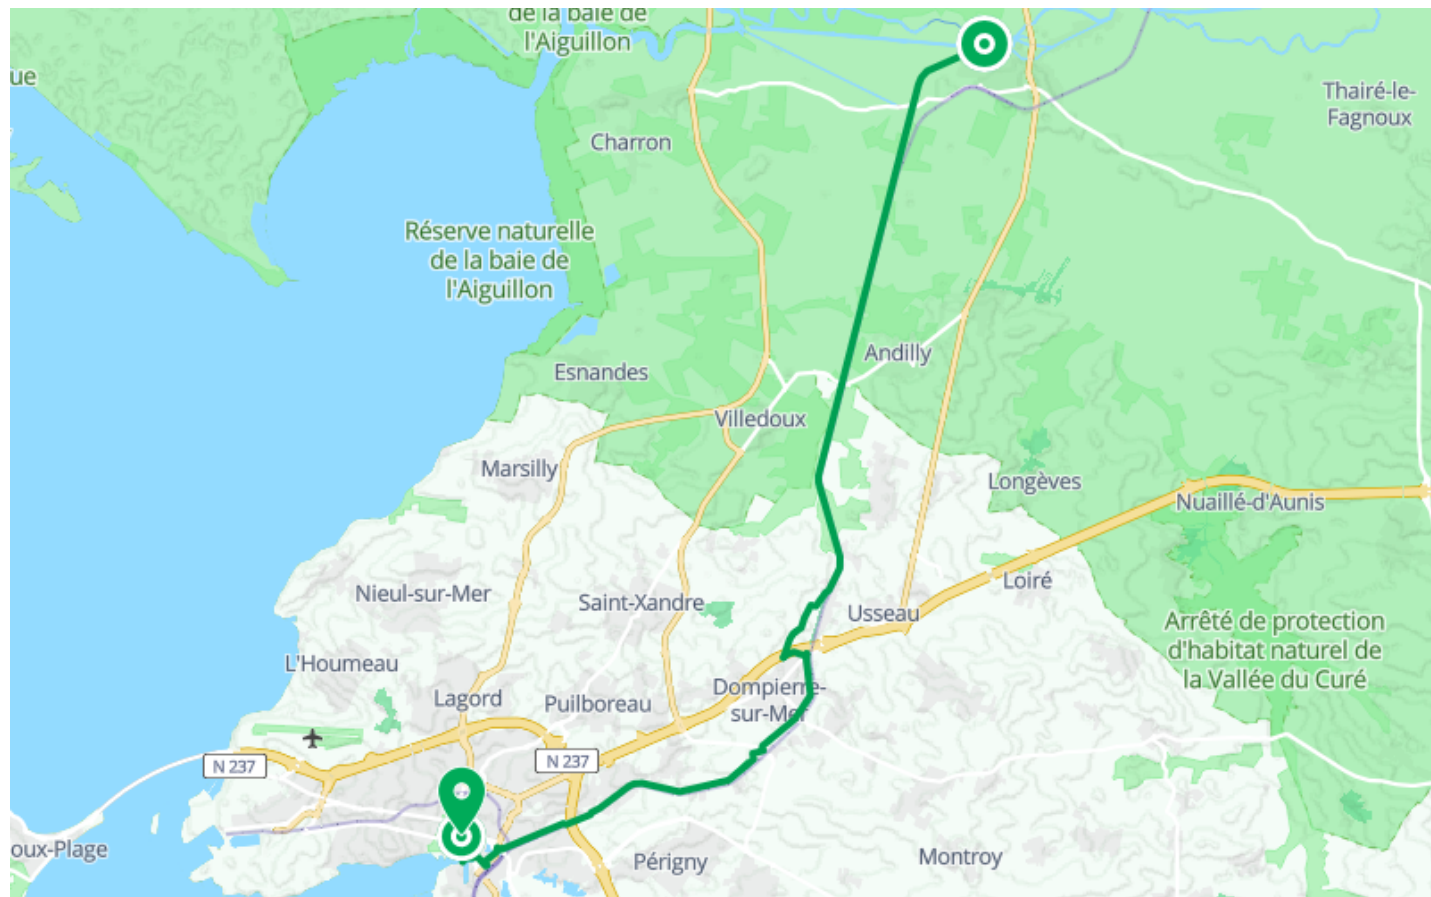 de la baie de
l'Aiguillon
ue
Thairé-le-
Fagnoux
Charron
Réserve naturelle
de la baie de
l'Aiguillon
Andilly
Esnandes
Villedoux
Marsilly
Longèves
Nuaillé-d'Aunis
Loiré
Nieul-sur-Mer
Saint-Xandre
Usseau
Arrêté de protection
d'habitat naturel de
la Vallée du Curé
L'Houmeau
Lagord
Puilboreau
Dompierre-
sur-Mer
N 237
N 237
oux-Plage
Périgny
Montroy